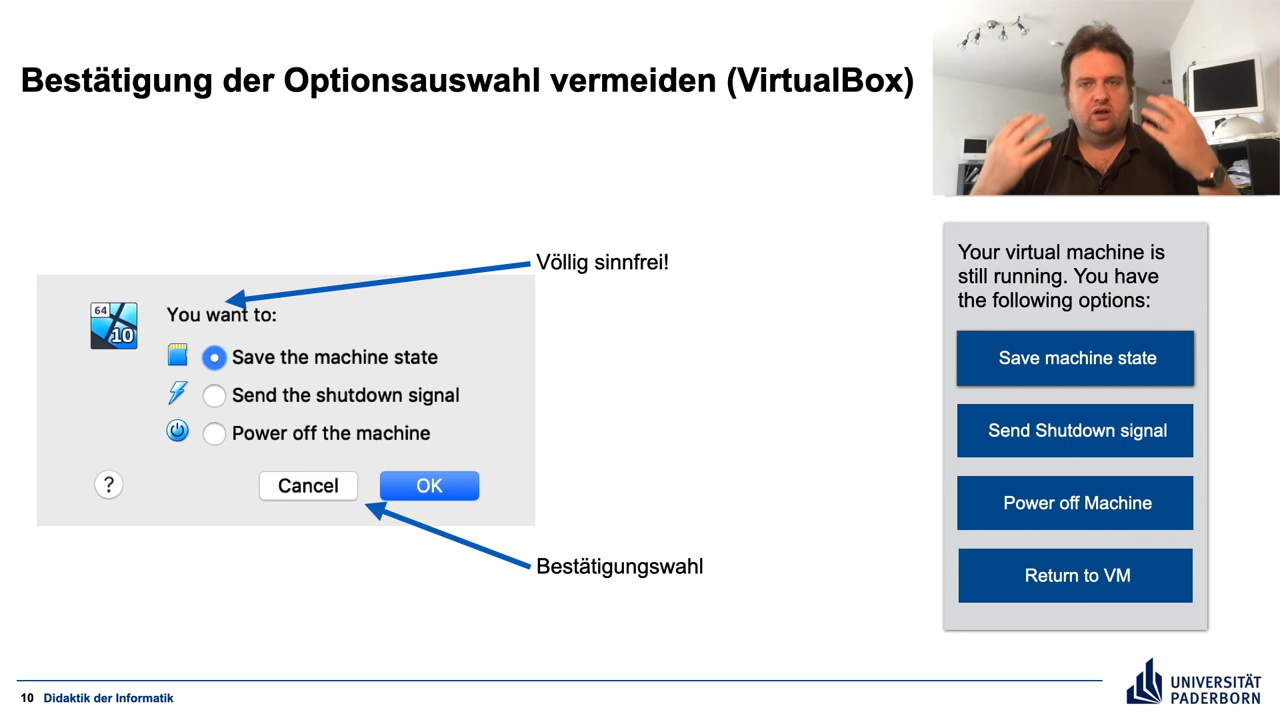 Bestätigung der Optionsauswahl vermeiden (VirtualBox)
Völlig sinnfrei!
64
10
You want to:
Save the machine state
Send the shutdown signal
Power off the machine
?
Cancel
OK
Bestätigungswahl
Your virtual machine is
still running. You have
the following options:
Save machine state
Send Shutdown signal
Power off Machine
Return to VM
10 Didaktik der Informatik
UNIVERSITÄT
PADERBORN